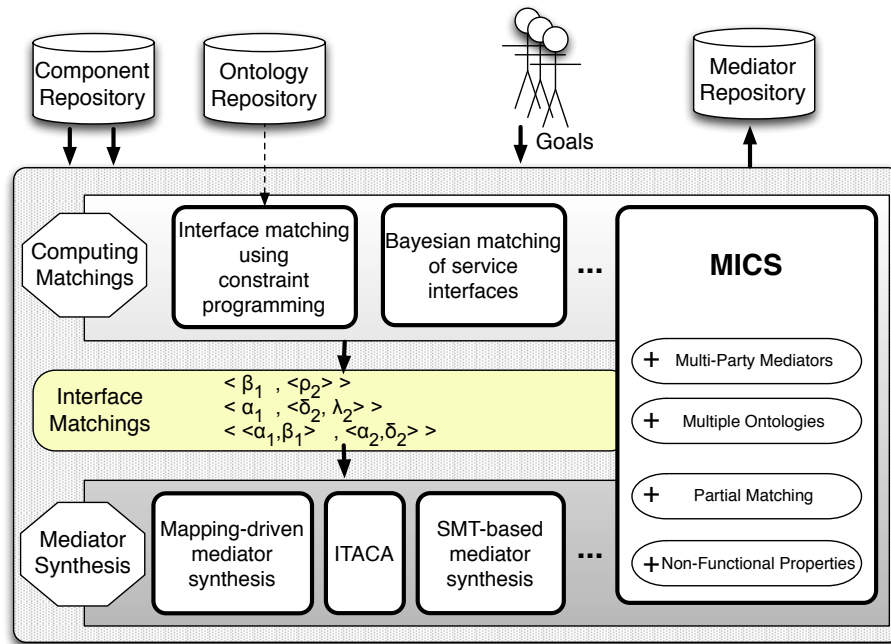 Component
Repository
Ontology
Repository
Goals
Mediator
Repository
Computing
Matchings
Interface matching
using
constraint
programming
Bayesian matching
of service
interfaces
...
MICS
+ Multi-Party Mediators
+ Multiple Ontologies
+ Partial Matching
+ Non-Functional Properties
Interface
Matchings
< β1 , <ρ2> >
< α1 , <δ2, λ2> >
< <α1,β1> , <α2,δ2> >
Mediator
Synthesis
Mapping-driven
mediator
synthesis
ITACA
SMT-based
mediator
synthesis
...